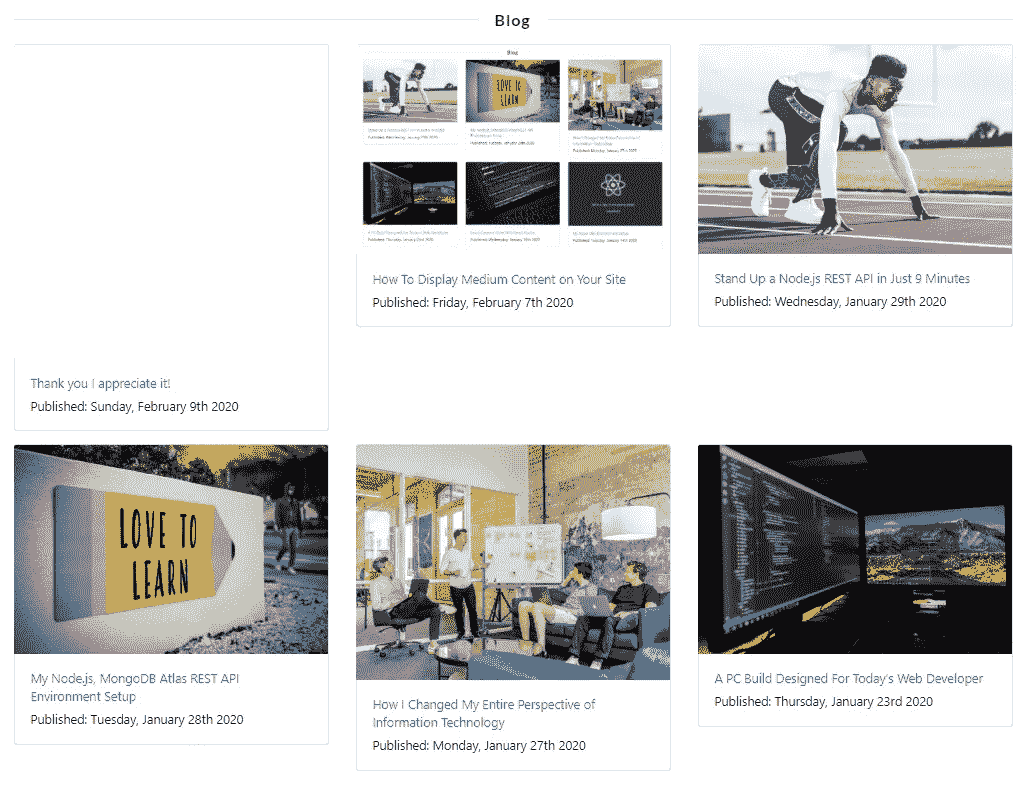 Blog
Thank you I appreciate it!
Published: Sunday, February 9th 2020
Blog
LOVE TO
LEARN
How To Display Medium Content on Your Site
Published: Friday, February 7th 2020
Stand Up a Node.js REST API in Just 9 Minutes
Published: Wednesday, January 29th 2020
LOVE TO
LEARN
My Node.js, MongoDB Atlas REST API
Environment Setup
Published: Tuesday, January 28th 2020
How I Changed My Entire Perspective of
Information Technology
Published: Monday, January 27th 2020
A PC Build Designed For Today's Web Developer
Published: Thursday, January 23rd 2020